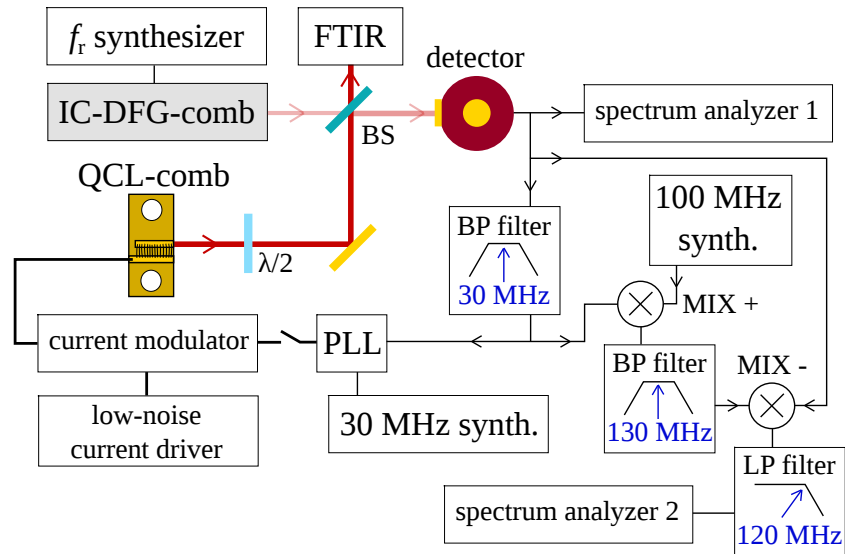 fr synthesizer
FTIR
detector
IC-DFG-comb
BS
spectrum analyzer 1
QCL-comb
λ/2
BP filter
30 MHz
100 MHz
synth.
MIX +
current modulator
PLL
BP filter
130 MHz
MIX -
low-noise
current driver
30 MHz synth.
LP filter
120 MHz
spectrum analyzer 2